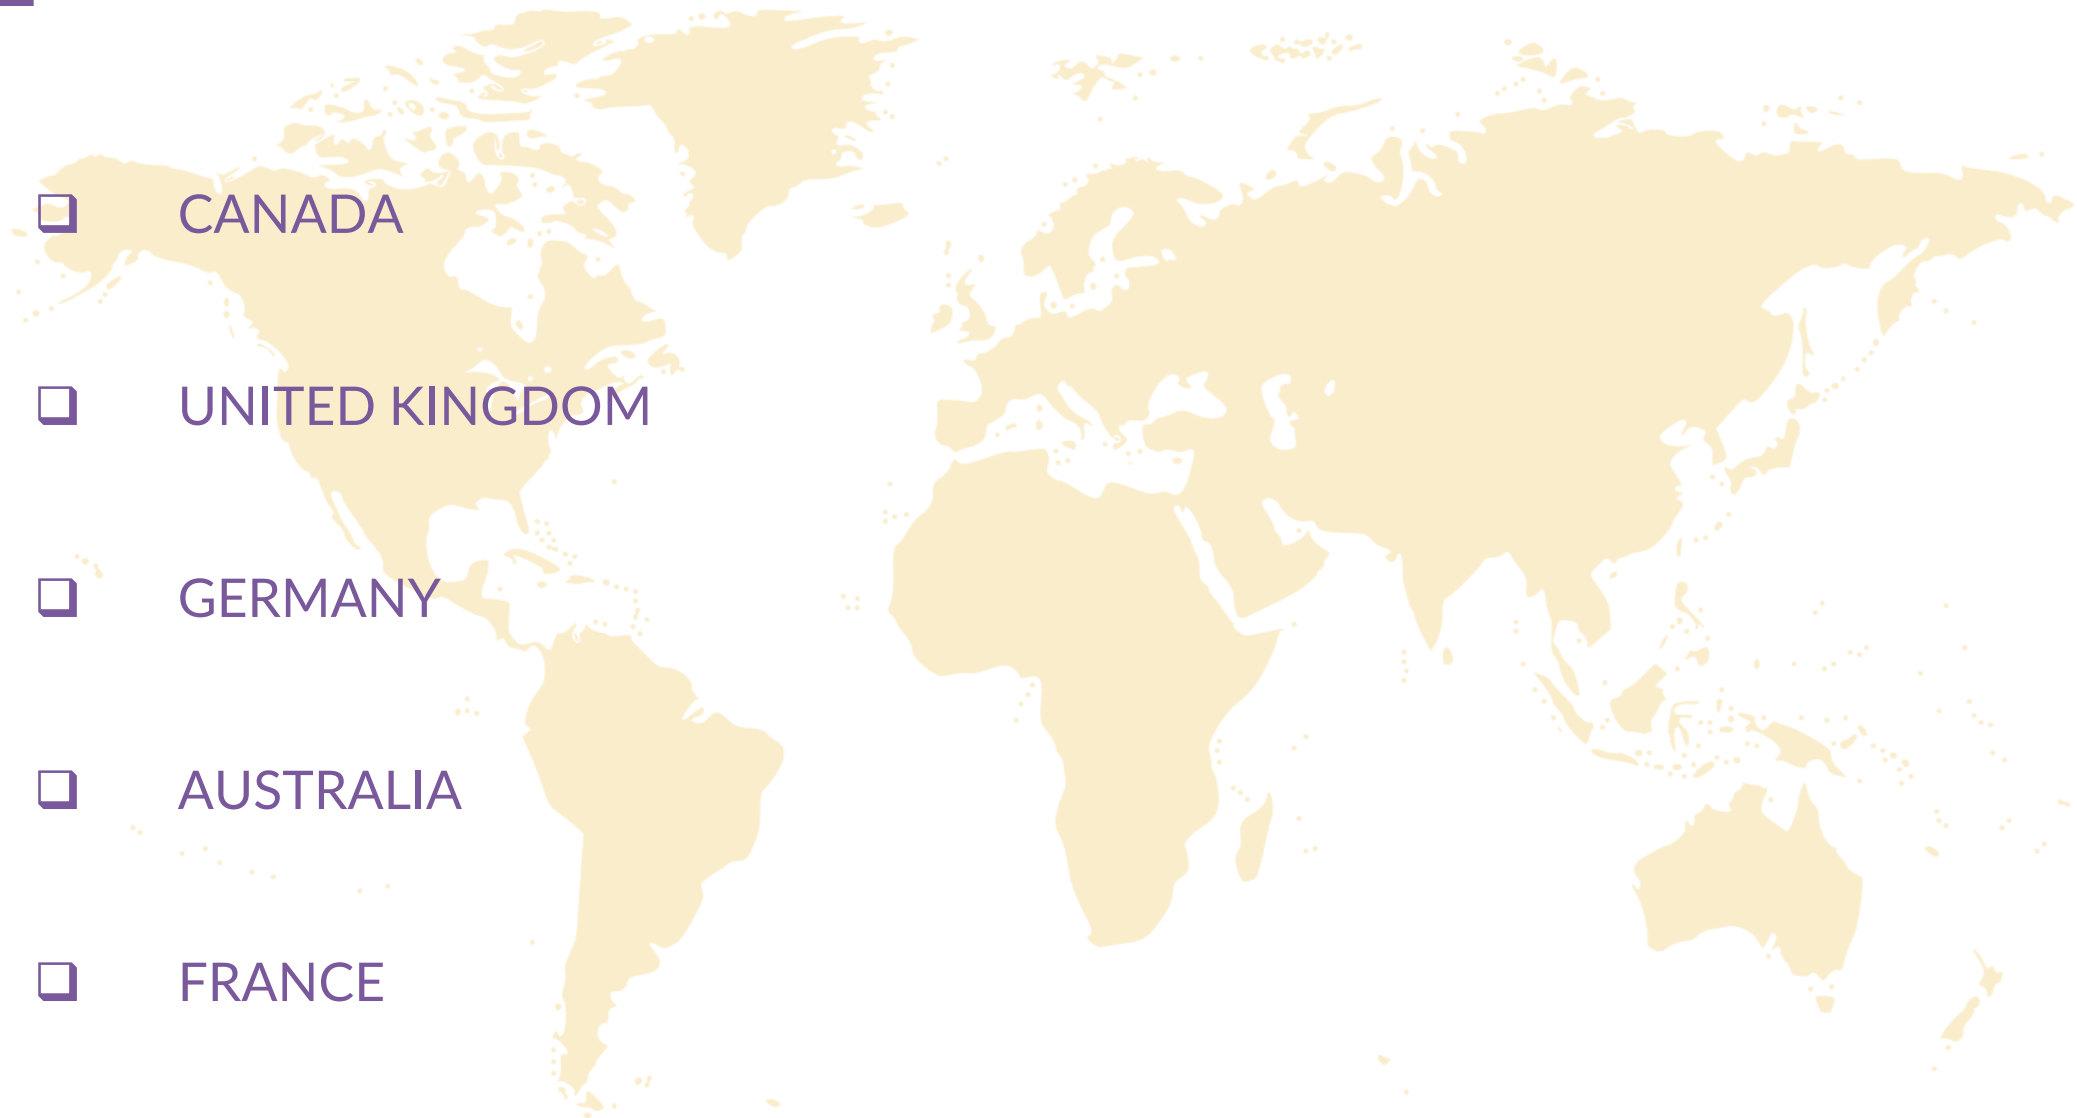 ❑ CANADA
❑ UNITED KINGDOM
❑ GERMANY
❑ AUSTRALIA
❑ FRANCE